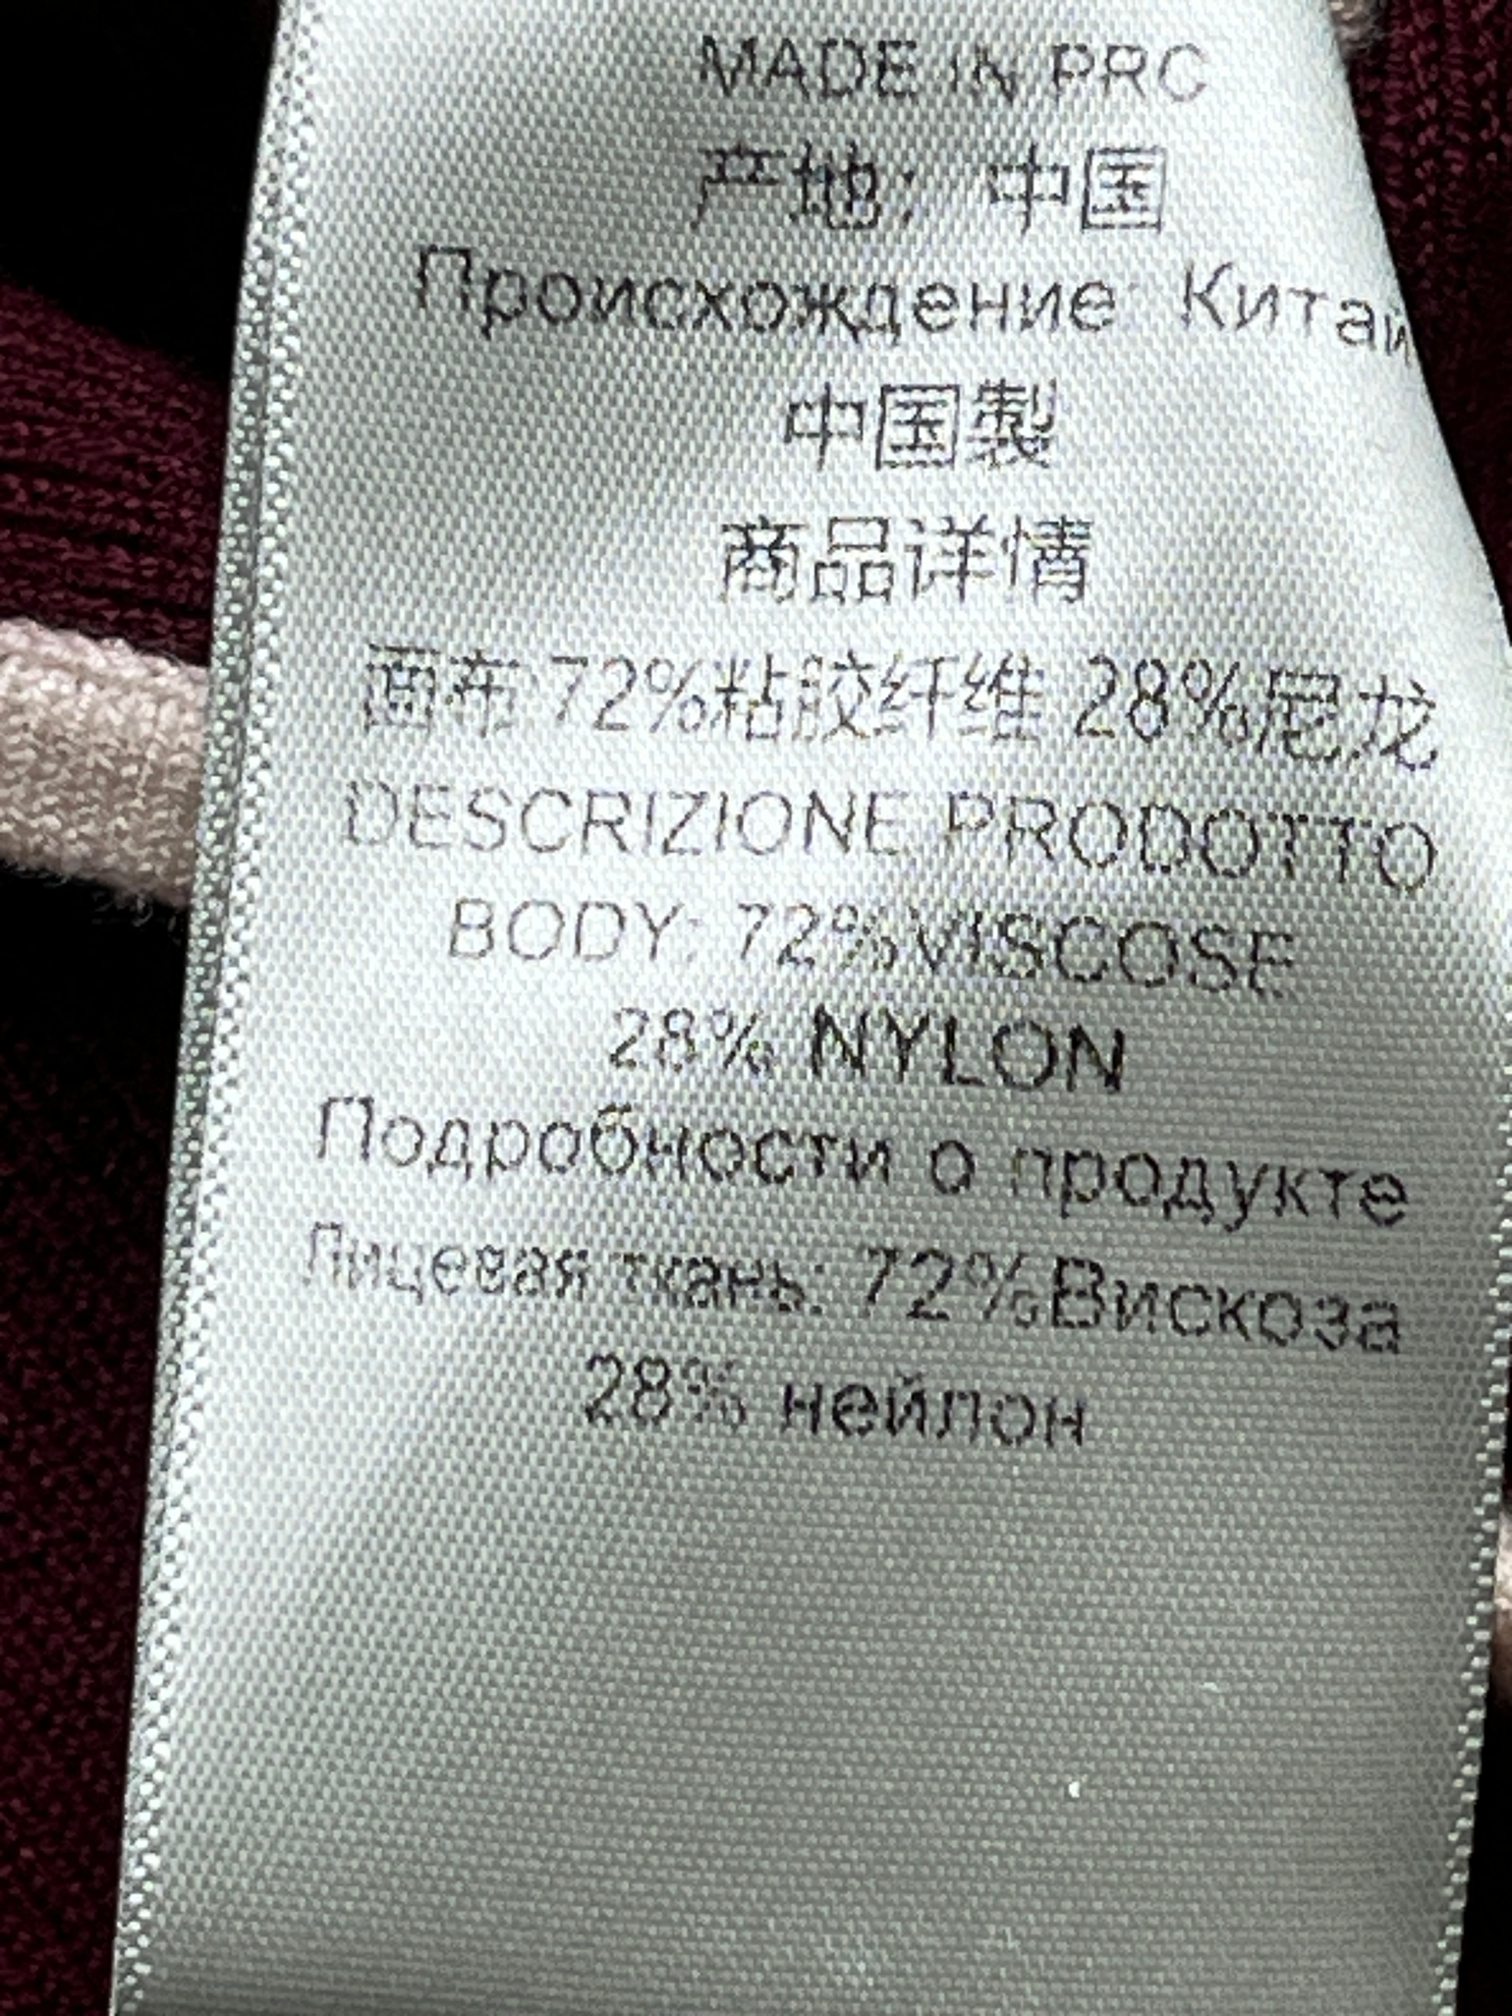 MADE IN PRC
产地: 中国
Происхождение: Китай
中国製
商品详情
面布 72%粘胶纤维 28%尼龙
DESCRIZIONE PRODOTTO
BODY: 72%VISCOSE
28% NYLON
Подробности о продукте
Лицевая ткань: 72%Вискоза
28% нейлон